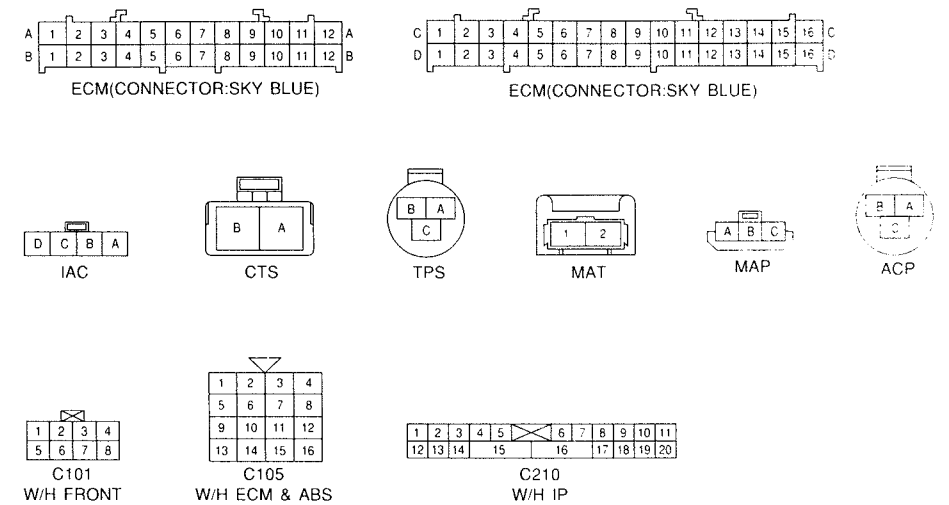 A 1 2 3 4 5 6 7 8 9 10 11 12 A
B 1 2 3 4 5 6 7 8 9 10 11 12 B
ECM(CONNECTOR:SKY BLUE)
C 1 2 3 4 5 6 7 8 9 10 11 12 13 14 15 16 C
D 1 2 3 4 5 6 7 8 9 10 11 12 13 14 15 16 D
ECM(CONNECTOR:SKY BLUE)
D C B A
IAC
B A
CTS
B A
C
TPS
1 2
MAT
A B C
MAP
B A
C
ACP
1 2 3 4
5 6 7 8
C101
W/H FRONT
1 2 3 4
5 6 7 8
9 10 11 12
13 14 15 16
C105
W/H ECM & ABS
1 2 3 4 5 6 7 8 9 10 11
12 13 14 15 16 17 18 19 20
C210
W/H IP